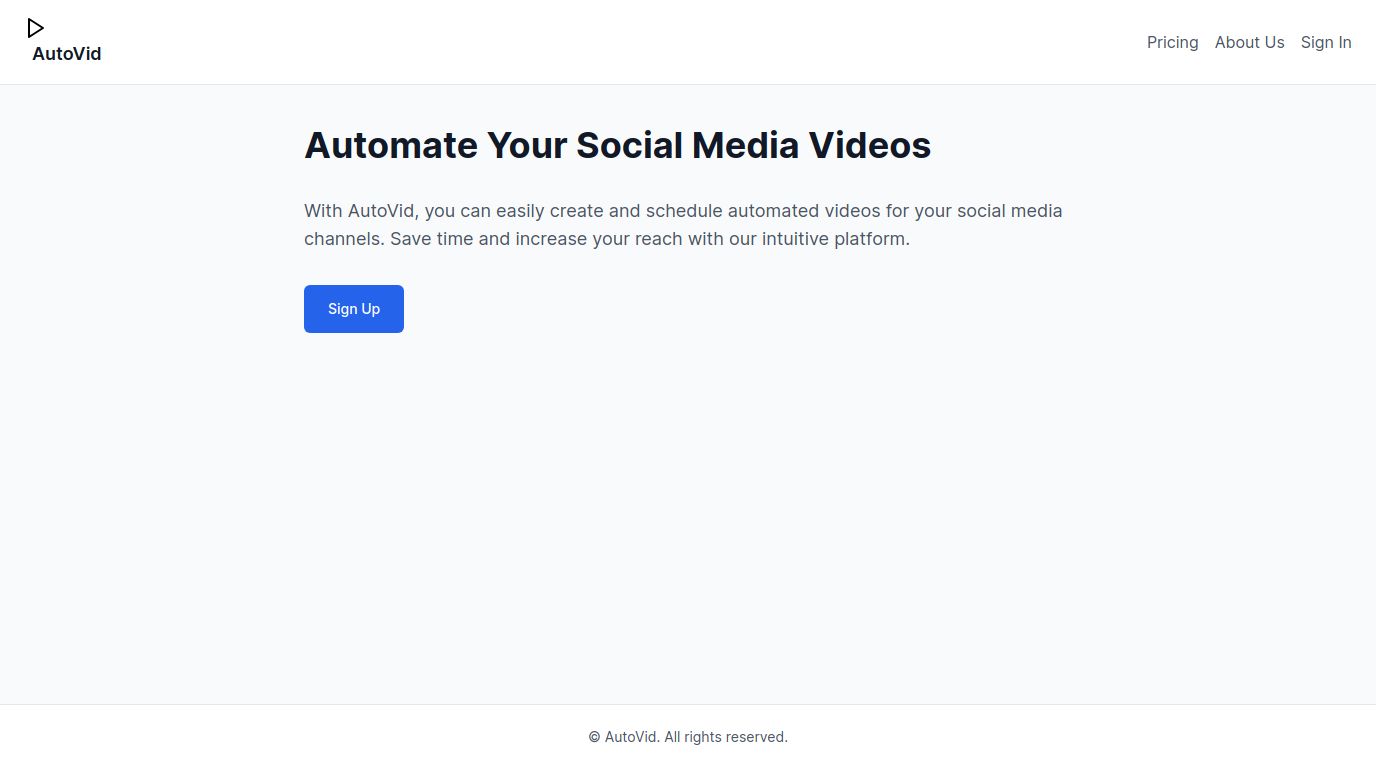 AutoVid
Pricing About Us Sign In
Automate Your Social Media Videos
With AutoVid, you can easily create and schedule automated videos for your social media
channels. Save time and increase your reach with our intuitive platform.
Sign Up
© AutoVid. All rights reserved.